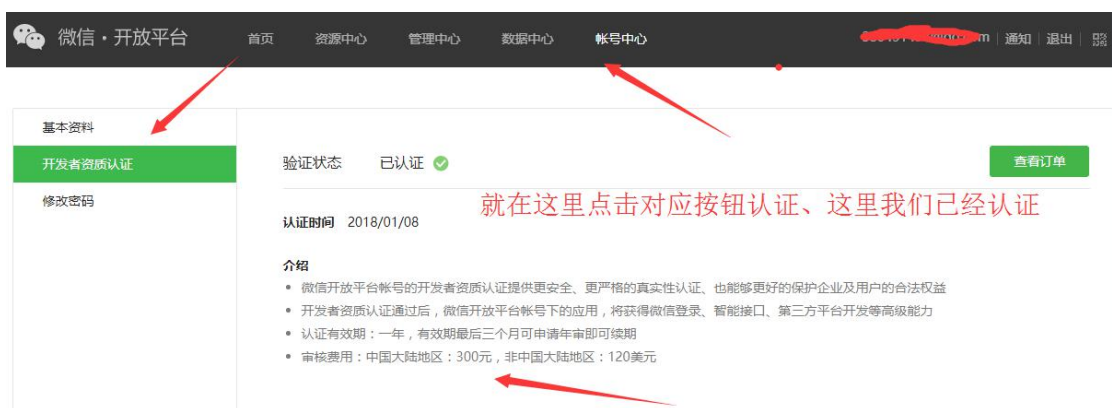 微信·开放平台 首页 资源中心 管理中心 数据中心 帐号中心 通知 退出
基本资料
开发者资质认证
修改密码
验证状态 已认证 查看订单
就在这里点击对应按钮认证、这里我们已经认证
认证时间 2018/01/08
介绍
微信开放平台帐号的开发者资质认证提供更安全、更严格的真实性认证、也能够更好的保护企业及用户的合法权益
开发者资质认证通过后，微信开放平台帐号下的应用，将获得微信登录、智能接口、第三方平台开发等高级能力
认证有效期：一年，有效期最后三个月可申请年审即可续期
审核费用：中国大陆地区：300元，非中国大陆地区：120美元